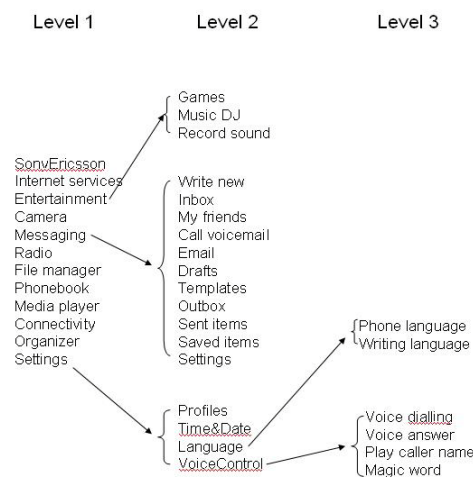 Level 1
Level 2
Level 3
Games
Music DJ
Record sound
SonyEricsson
Internet services
Entertainment
Camera
Messaging
Radio
File manager
Phonebook
Media player
Connectivity
Organizer
Settings
Write new
Inbox
My friends
Call voicemail
Email
Drafts
Templates
Outbox
Sent items
Saved items
Settings
Profiles
Time&Date
Language
VoiceControl
Phone language
Writing language
Voice dialling
Voice answer
Play caller name
Magic word